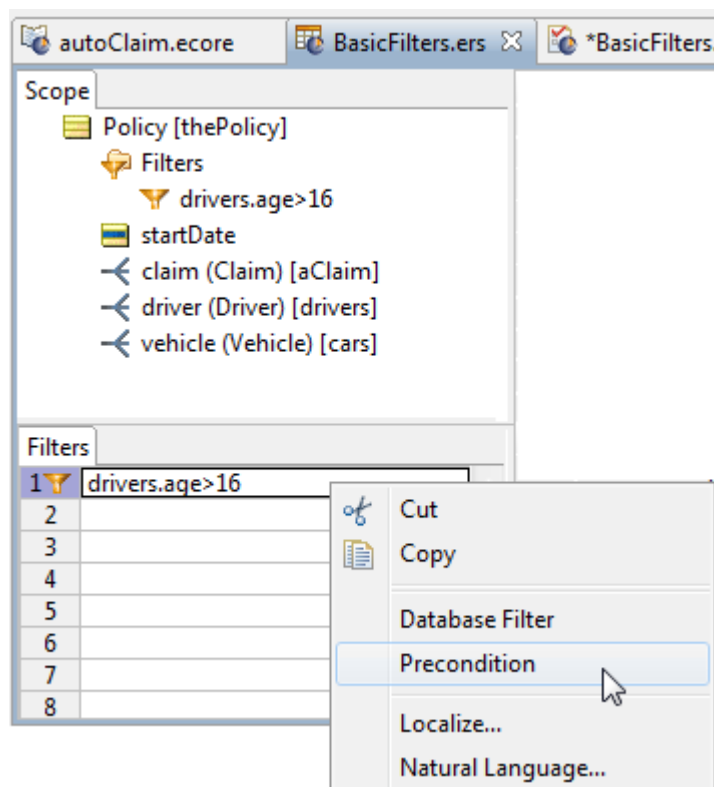 autoClaim.ecore
BasicFilters.ers
*BasicFilters.
Scope
Policy [thePolicy]
Filters
drivers.age>16
startDate
claim (Claim) [aClaim]
driver (Driver) [drivers]
vehicle (Vehicle) [cars]
Filters
1 drivers.age>16
2
3
4
5
6
7
8
Cut
Copy
Database Filter
Precondition
Localize...
Natural Language...